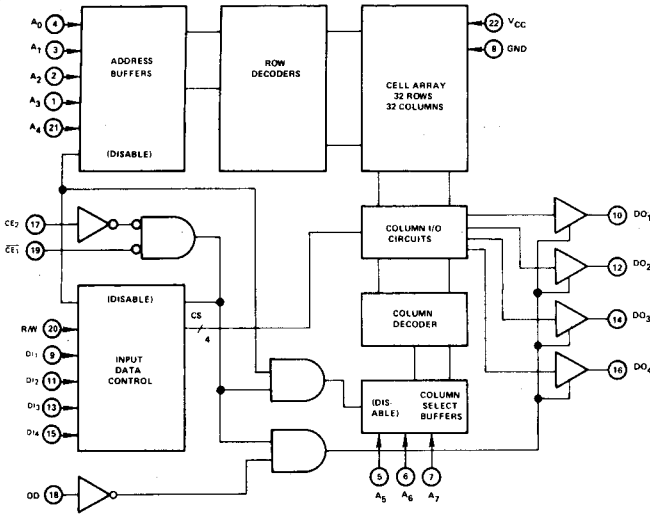 A0 4
A1 3
A2 2
A3 1
A4 21
ADDRESS
BUFFERS
(DISABLE)
ROW
DECODERS
CELL ARRAY
32 ROWS
32 COLUMNS
22 VCC
8 GND
CE2 17
CE1 19
COLUMN I/O
CIRCUITS
10 DO1
12 DO2
14 DO3
16 DO4
(DISABLE)
CS
4
INPUT
DATA
CONTROL
R/W 20
DI1 9
DI2 11
DI3 13
DI4 15
COLUMN
DECODER
(DIS-
ABLE)
COLUMN
SELECT
BUFFERS
5 6 7
A5 A6 A7
OD 18